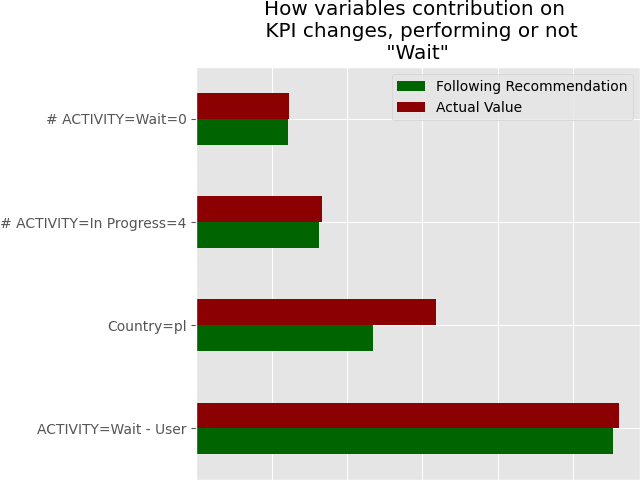 How variables contribution on
KPI changes, performing or not
"Wait"
Following Recommendation
Actual Value
# ACTIVITY=Wait=0
# ACTIVITY=In Progress=4
Country=pl
ACTIVITY=Wait - User